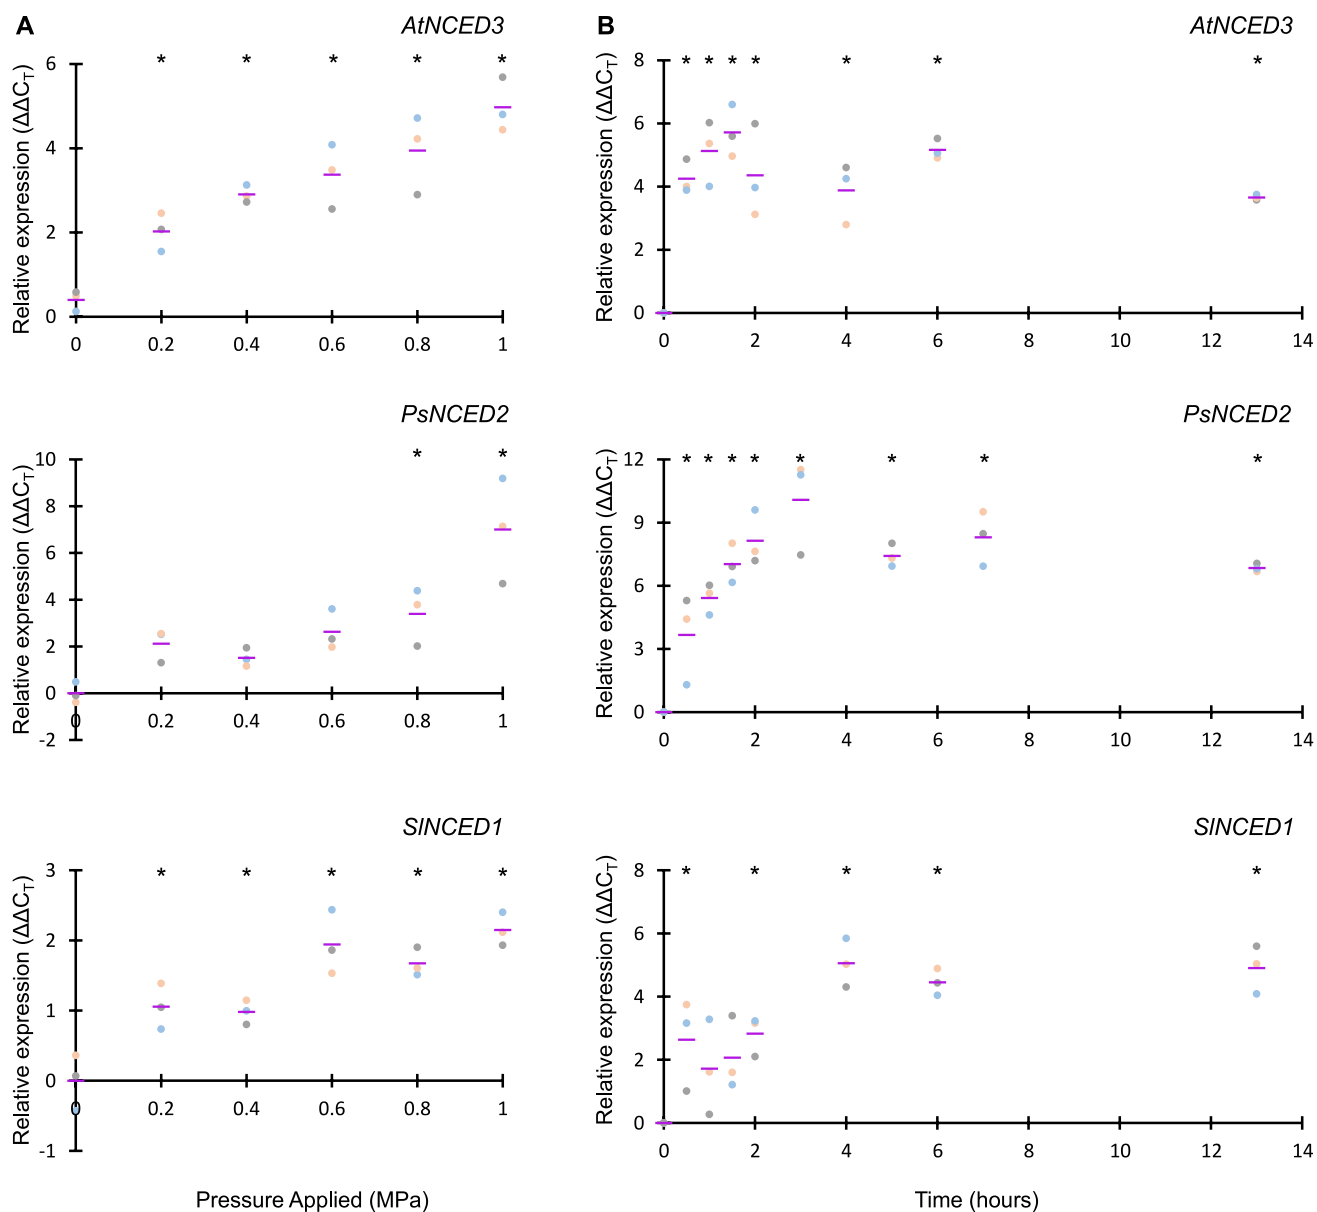 A
AtNCED3
* * * * *
Relative expression (ΔΔCT)
6
4
2
0
0 0.2 0.4 0.6 0.8 1
PsNCED2
* *
Relative expression (ΔΔCT)
10
8
6
4
2
0
-2
0 0.2 0.4 0.6 0.8 1
SlNCED1
* * * * *
Relative expression (ΔΔCT)
3
2
1
0
-1
0 0.2 0.4 0.6 0.8 1
Pressure Applied (MPa)
B
AtNCED3
* * * * * * *
Relative expression (ΔΔCT)
8
6
4
2
0
0 2 4 6 8 10 12 14
PsNCED2
* * * * * * * *
Relative expression (ΔΔCT)
12
9
6
3
0
0 2 4 6 8 10 12 14
SlNCED1
* * * * *
Relative expression (ΔΔCT)
8
6
4
2
0
0 2 4 6 8 10 12 14
Time (hours)